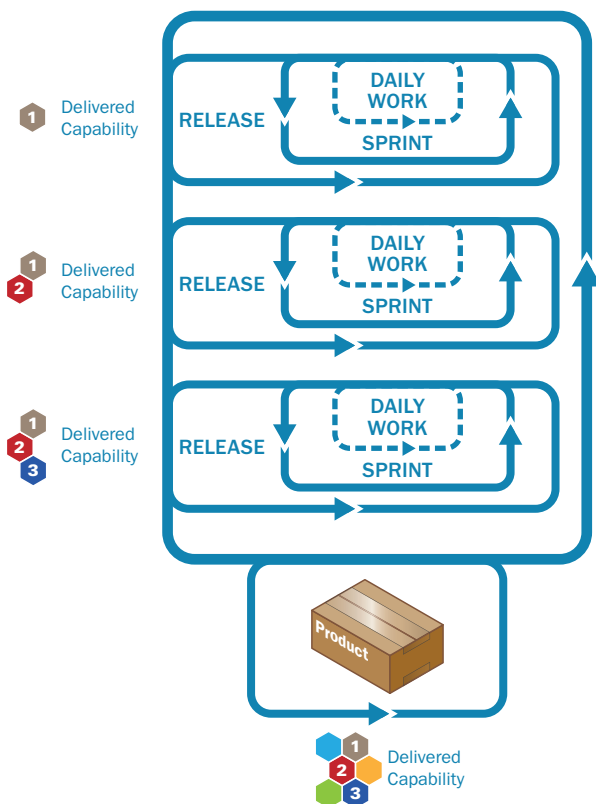 DAILY
WORK
1 Delivered
Capability
RELEASE
SPRINT
DAILY
WORK
1
2
Delivered
Capability
RELEASE
SPRINT
DAILY
WORK
1
2
3
Delivered
Capability
RELEASE
SPRINT
Product
1
2
3
Delivered
Capability